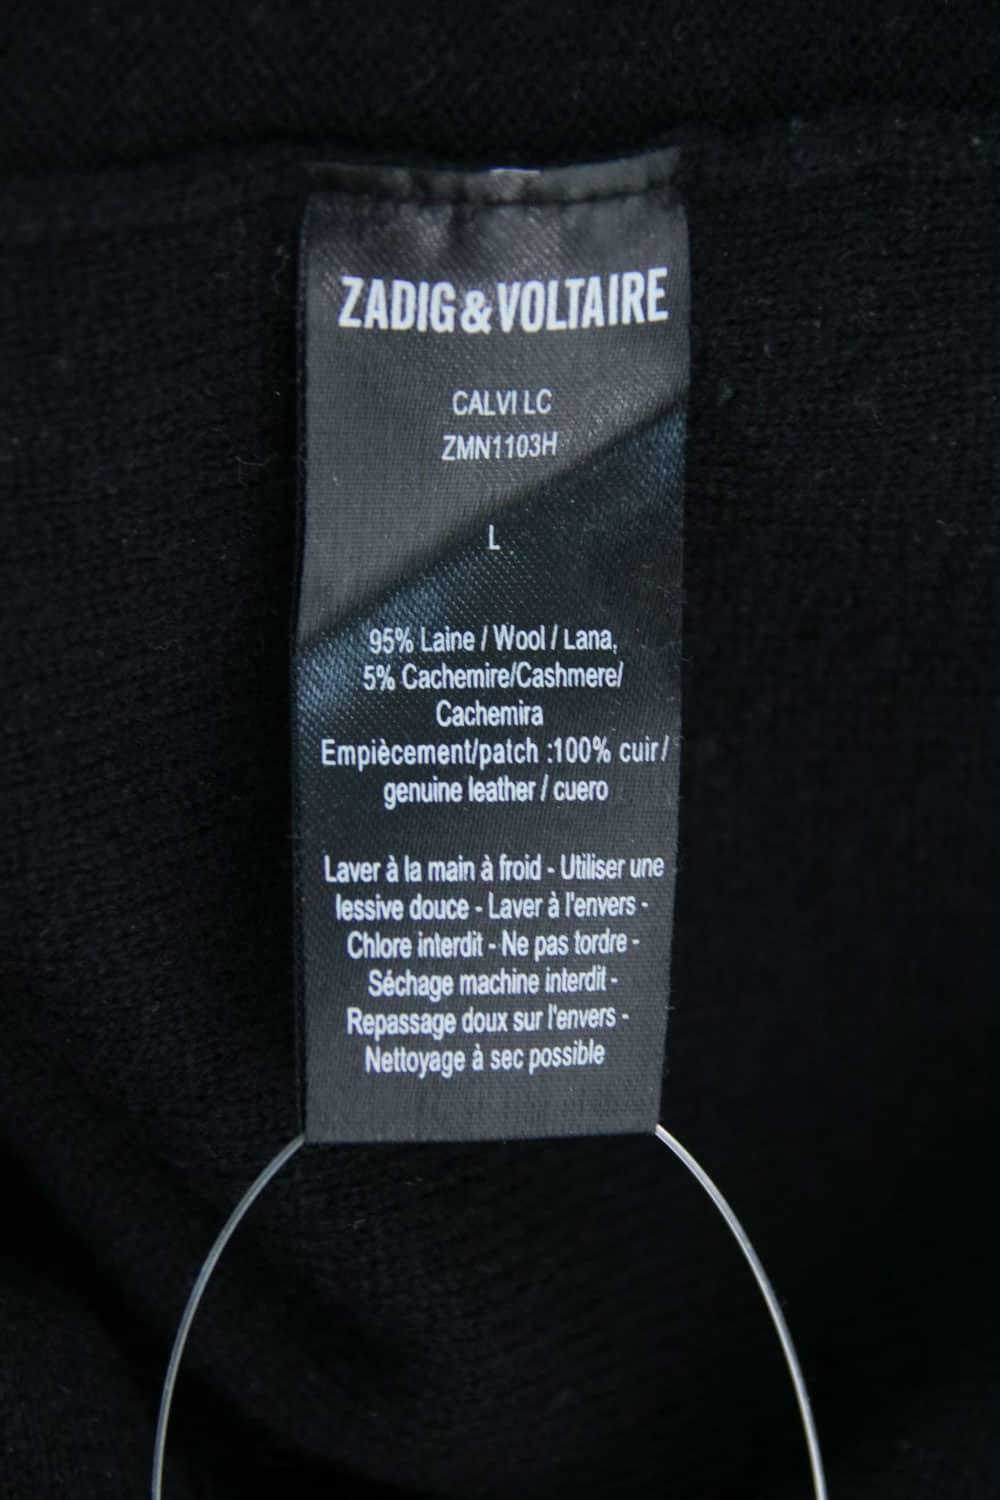 ZADIG&VOLTAIRE
CALVI LC
ZMN1103H
L
95% Laine / Wool / Lana,
5% Cachemire/Cashmere/
Cachemira
Empiècement/patch :100% cuir /
genuine leather / cuero
Laver à la main à froid - Utiliser une
lessive douce - Laver à l'envers -
Chlore interdit - Ne pas tordre -
Séchage machine interdit -
Repassage doux sur l'envers -
Nettoyage à sec possible